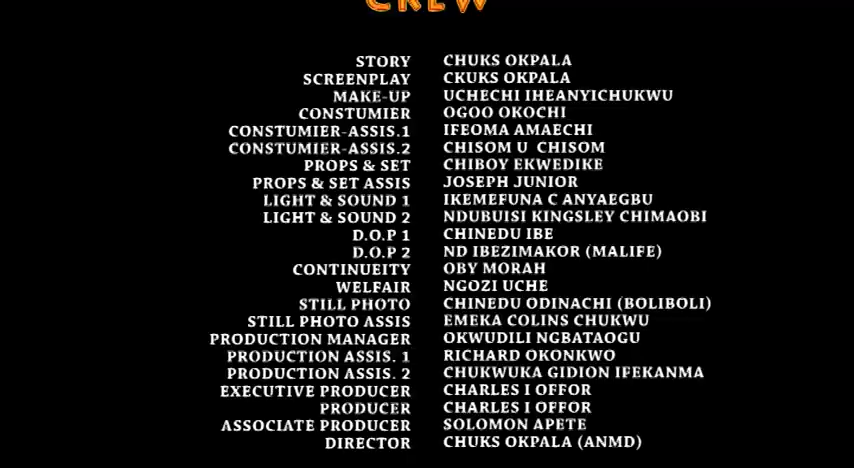 CREW
STORY CHUKS OKPALA
SCREENPLAY CKUKS OKPALA
MAKE-UP UCHECHI IHEANYICHUKWU
CONSTUMIER OGOO OKOCHI
CONSTUMIER-ASSIS.1 IFEOMA AMAECHI
CONSTUMIER-ASSIS.2 CHISOM U CHISOM
PROPS & SET CHIBOY EKWEDIKE
PROPS & SET ASSIS JOSEPH JUNIOR
LIGHT & SOUND 1 IKEMEFUNA C ANYAEGBU
LIGHT & SOUND 2 NDUBUISI KINGSLEY CHIMAOBI
D.O.P 1 CHINEDU IBE
D.O.P 2 ND IBEZIMAKOR (MALIFE)
CONTINUEITY OBY MORAH
WELFAIR NGOZI UCHE
STILL PHOTO CHINEDU ODINACHI (BOLIBOLI)
STILL PHOTO ASSIS EMEKA COLINS CHUKWU
PRODUCTION MANAGER OKWUDILI NGBATAOGU
PRODUCTION ASSIS. 1 RICHARD OKONKWO
PRODUCTION ASSIS. 2 CHUKWUKA GIDION IFEKANMA
EXECUTIVE PRODUCER CHARLES I OFFOR
PRODUCER CHARLES I OFFOR
ASSOCIATE PRODUCER SOLOMON APETE
DIRECTOR CHUKS OKPALA (ANMD)